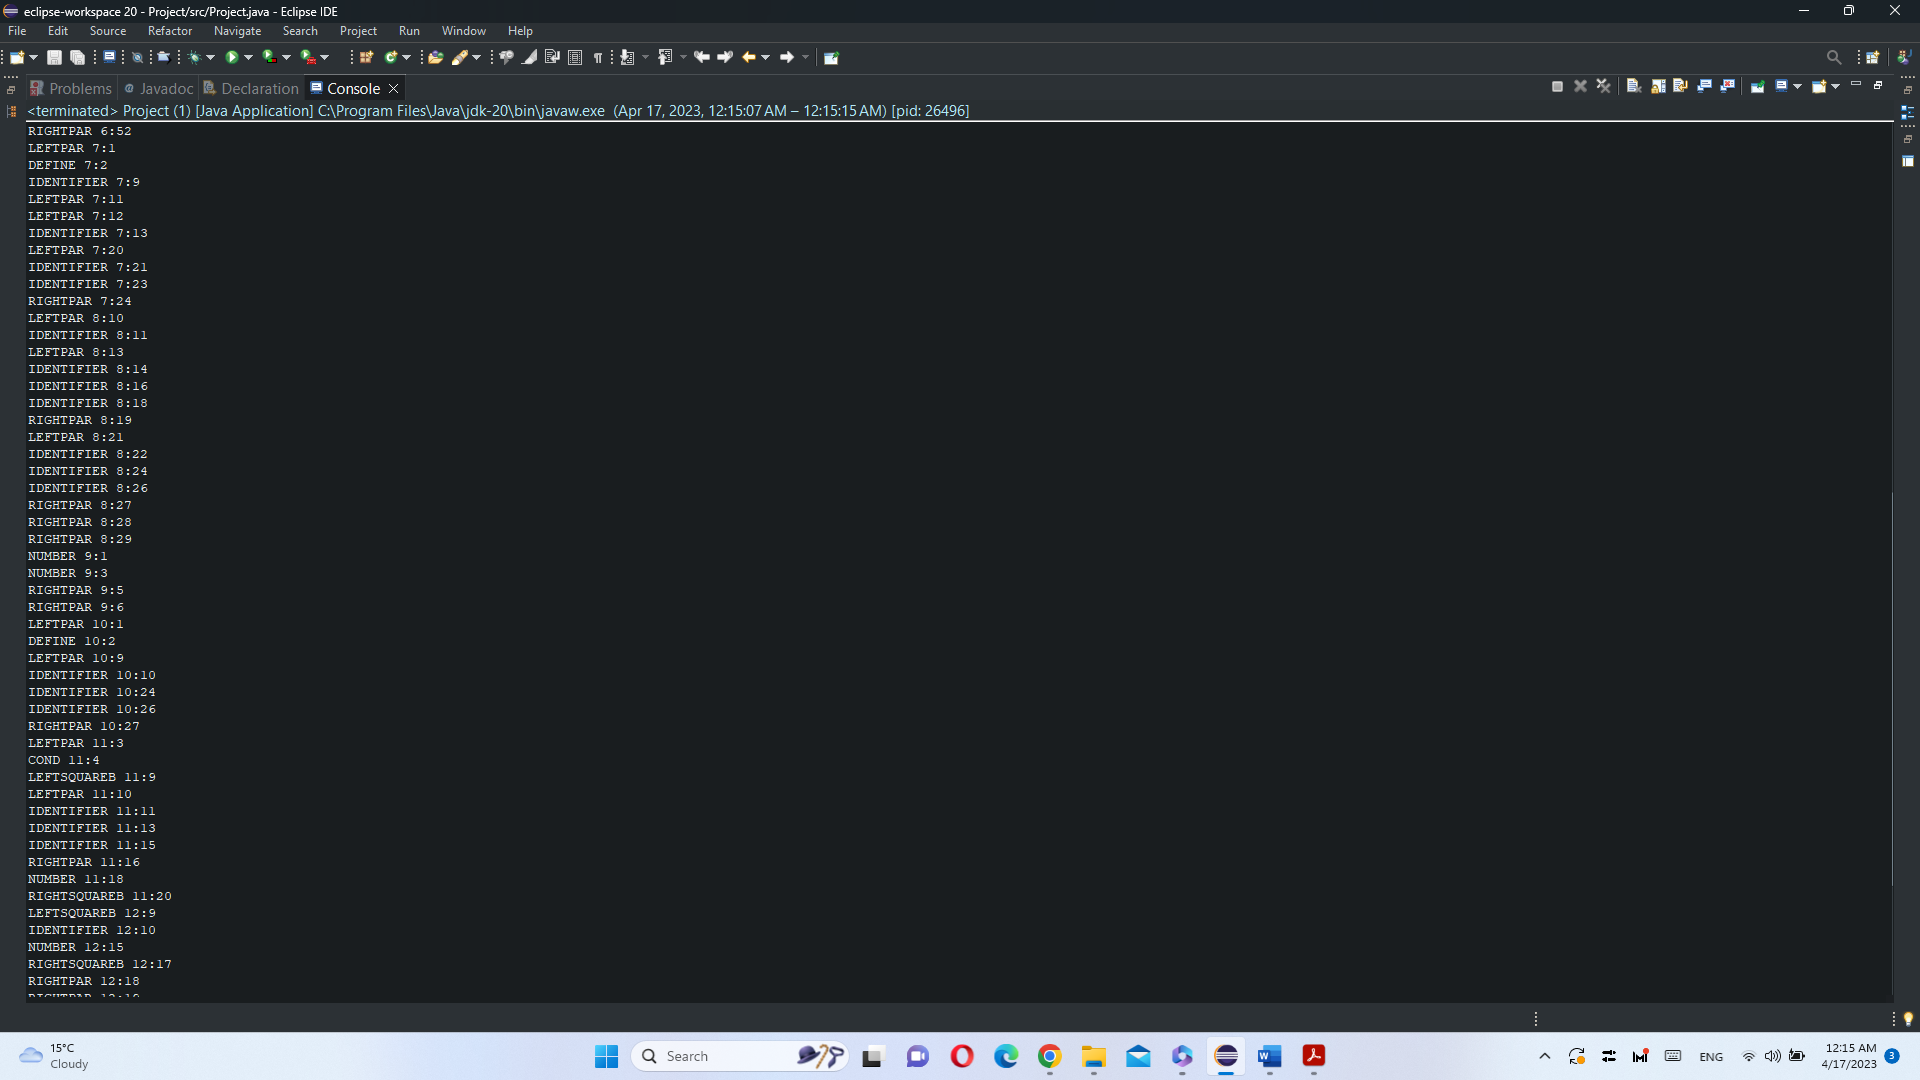 eclipse-workspace 20 - Project/src/Project.java - Eclipse IDE
File Edit Source Refactor Navigate Search Project Run Window Help
Problems Javadoc Declaration Console
<terminated> Project (1) [Java Application] C:\Program Files\Java\jdk-20\bin\javaw.exe (Apr 17, 2023, 12:15:07 AM – 12:15:15 AM) [pid: 26496]
RIGHTPAR 6:52
LEFTPAR 7:1
DEFINE 7:2
IDENTIFIER 7:9
LEFTPAR 7:11
LEFTPAR 7:12
IDENTIFIER 7:13
LEFTPAR 7:20
IDENTIFIER 7:21
IDENTIFIER 7:23
RIGHTPAR 7:24
LEFTPAR 8:10
IDENTIFIER 8:11
LEFTPAR 8:13
IDENTIFIER 8:14
IDENTIFIER 8:16
IDENTIFIER 8:18
RIGHTPAR 8:19
LEFTPAR 8:21
IDENTIFIER 8:22
IDENTIFIER 8:24
IDENTIFIER 8:26
RIGHTPAR 8:27
RIGHTPAR 8:28
RIGHTPAR 8:29
NUMBER 9:1
NUMBER 9:3
RIGHTPAR 9:5
RIGHTPAR 9:6
LEFTPAR 10:1
DEFINE 10:2
LEFTPAR 10:9
IDENTIFIER 10:10
IDENTIFIER 10:24
IDENTIFIER 10:26
RIGHTPAR 10:27
LEFTPAR 11:3
COND 11:4
LEFTSQUAREB 11:9
LEFTPAR 11:10
IDENTIFIER 11:11
IDENTIFIER 11:13
IDENTIFIER 11:15
RIGHTPAR 11:16
NUMBER 11:18
RIGHTSQUAREB 11:20
LEFTSQUAREB 12:9
IDENTIFIER 12:10
NUMBER 12:15
RIGHTSQUAREB 12:17
RIGHTPAR 12:18
RIGHTPAR 12:19
15°C
Cloudy
Search
ENG
12:15 AM
4/17/2023
3